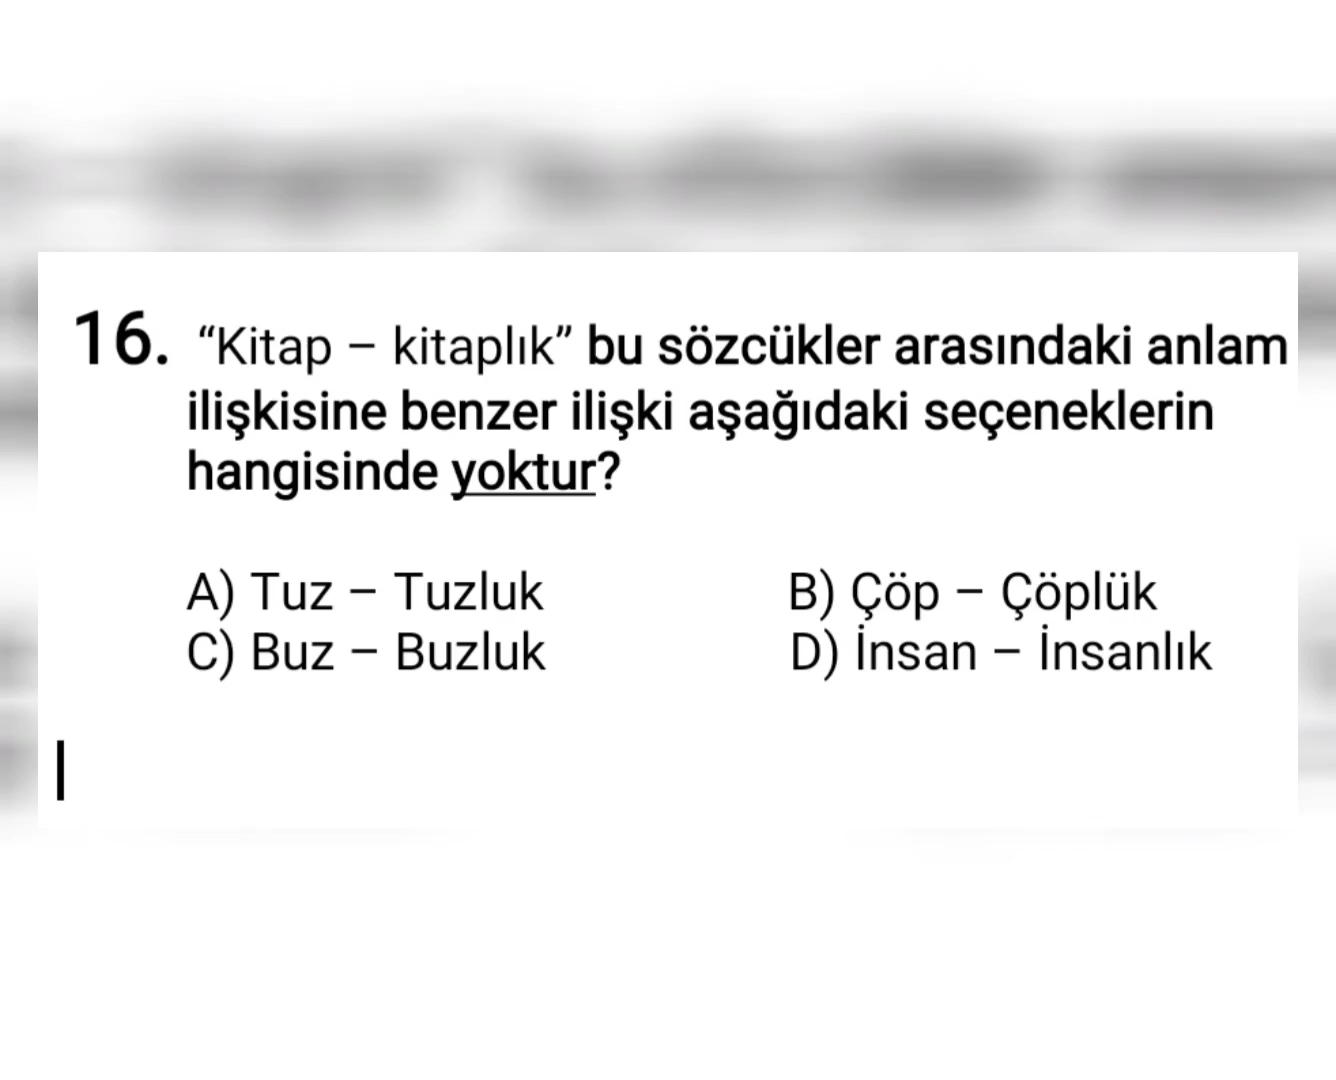 16. “Kitap – kitaplık” bu sözcükler arasındaki anlam
ilişkisine benzer ilişki aşağıdaki seçeneklerin
hangisinde yoktur?
A) Tuz – Tuzluk B) Çöp – Çöplük
C) Buz – Buzluk D) İnsan – İnsanlık